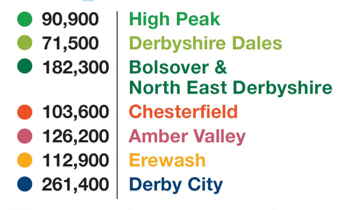 90,900 High Peak
71,500 Derbyshire Dales
182,300 Bolsover &
North East Derbyshire
103,600 Chesterfield
126,200 Amber Valley
112,900 Erewash
261,400 Derby City